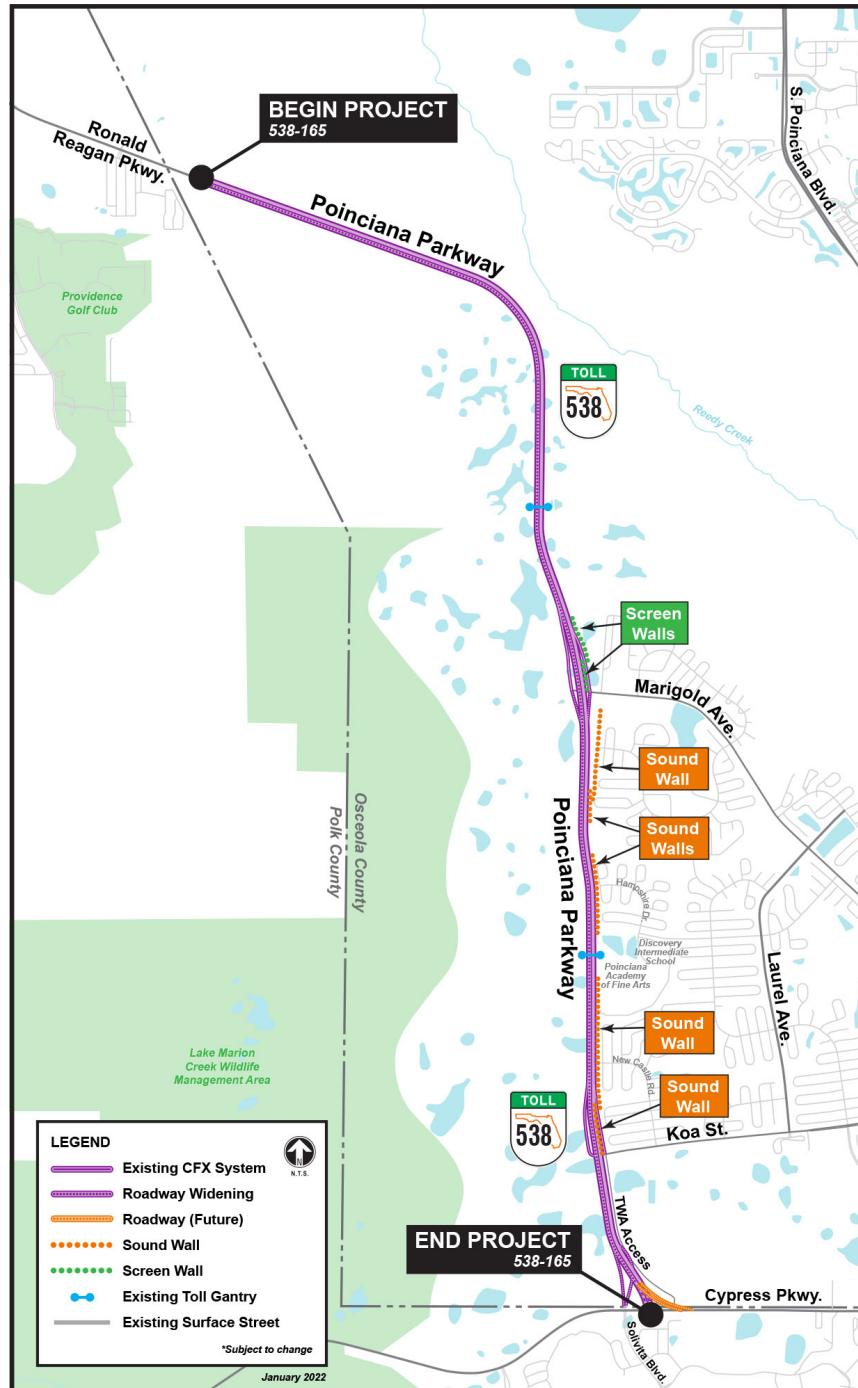 BEGIN PROJECT
538-165
Ronald
Reagan Pkwy.
S. Poinciana Blvd.
Poinciana Parkway
Providence
Golf Club
TOLL
538
Reedy Creek
Screen
Walls
Marigold Ave.
Sound
Wall
Sound
Walls
Osceola County
Polk County
Poinciana Parkway
Hampshire Dr.
Discovery
Intermediate
School
Poinciana
Academy
of Fine Arts
Laurel Ave.
Sound
Wall
Lake Marion
Creek Wildlife
Management Area
New Castle Rd.
Sound
Wall
TOLL
538
Koa St.
TWA Access
END PROJECT
538-165
Cypress Pkwy.
Solivita Blvd.
LEGEND
N
N.T.S.
Existing CFX System
Roadway Widening
Roadway (Future)
Sound Wall
Screen Wall
Existing Toll Gantry
Existing Surface Street
*Subject to change
January 2022